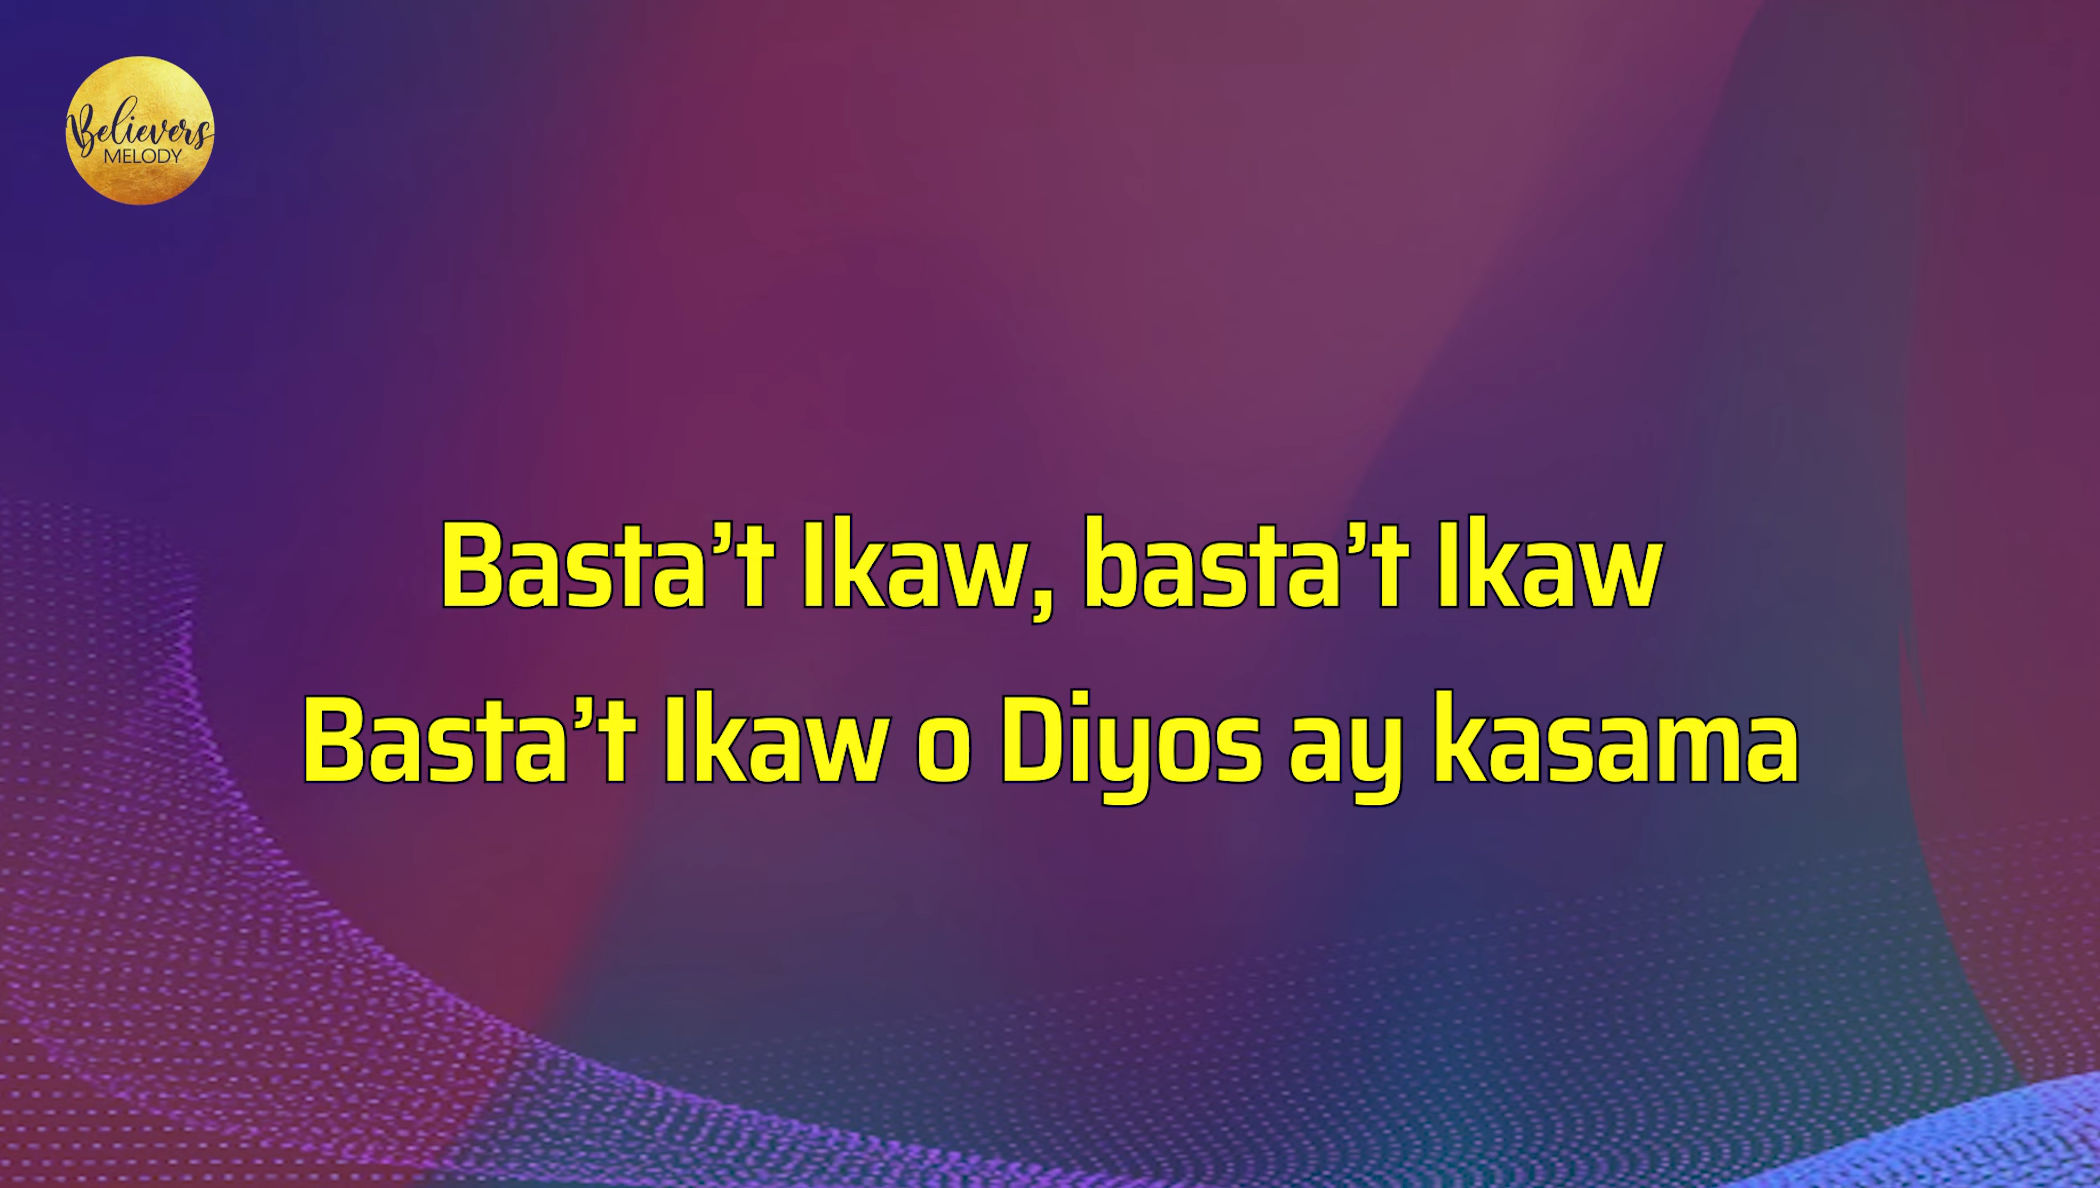 Believers
MELODY
Basta’t Ikaw, basta’t Ikaw
Basta’t Ikaw o Diyos ay kasama